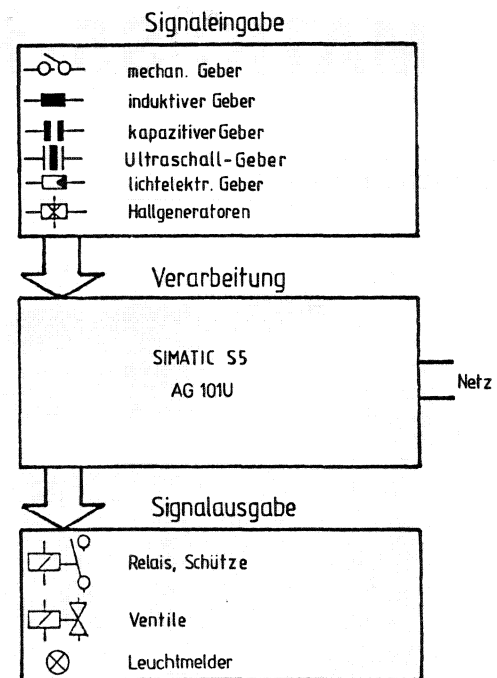 Signaleingabe
mechan. Geber
induktiver Geber
kapazitiver Geber
Ultraschall-Geber
lichtelektr. Geber
Hallgeneratoren
Verarbeitung
SIMATIC S5
AG 101U
Netz
Signalausgabe
Relais, Schütze
Ventile
Leuchtmelder